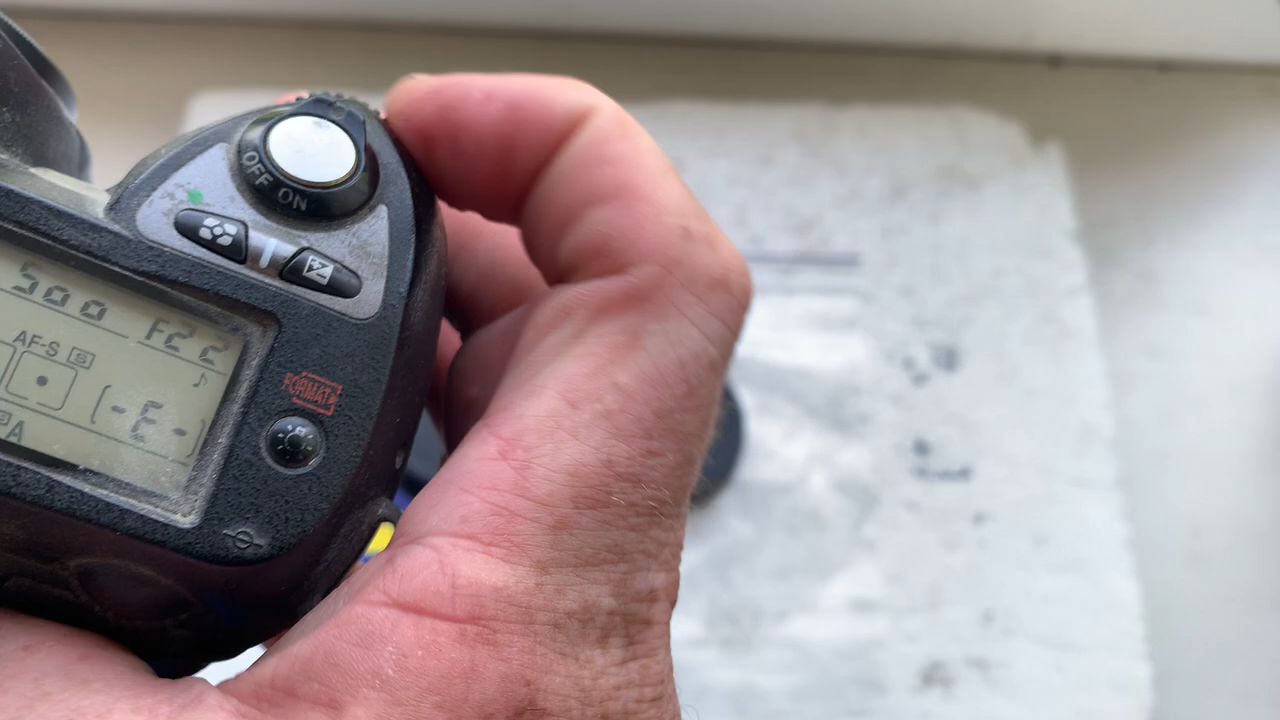 OFF ON
500 F22
AF-S S
FORMAT
(-E-)
A